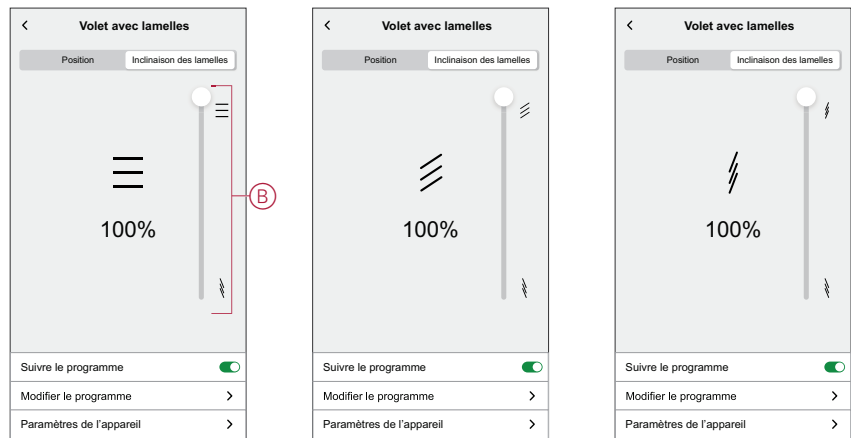 Volet avec lamelles
Position Inclinaison des lamelles
B
100%
Suivre le programme
Modifier le programme
Paramètres de l'appareil
Volet avec lamelles
Position Inclinaison des lamelles
100%
Suivre le programme
Modifier le programme
Paramètres de l'appareil
Volet avec lamelles
Position Inclinaison des lamelles
100%
Suivre le programme
Modifier le programme
Paramètres de l'appareil